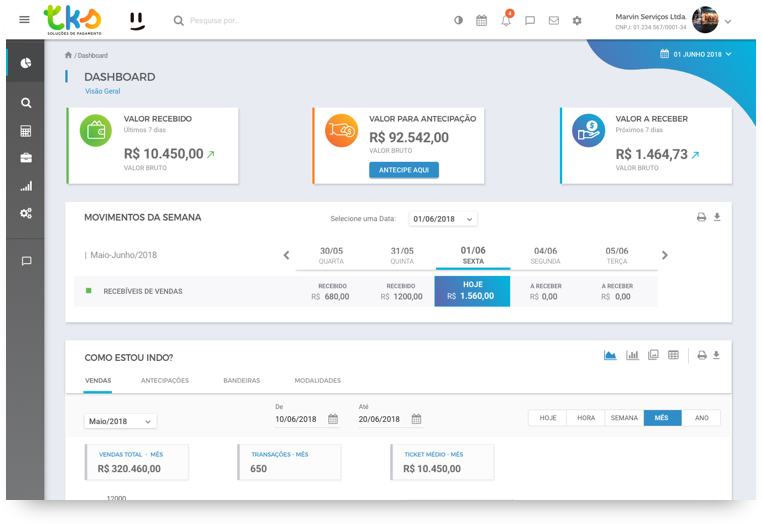 tks
SOLUÇÕES DE PAGAMENTO
Pesquise por...
4
Marvin Serviços Ltda.
CNPJ: 01.234.567/0001-34
/ Dashboard
01 JUNHO 2018
DASHBOARD
Visão Geral
VALOR RECEBIDO
Últimos 7 dias
R$ 10.450,00
VALOR BRUTO
VALOR PARA ANTECIPAÇÃO
R$ 92.542,00
VALOR BRUTO
ANTECIPE AQUI
VALOR A RECEBER
Próximos 7 dias
R$ 1.464,73
VALOR BRUTO
MOVIMENTOS DA SEMANA
Selecione uma Data:
01/06/2018
| Maio-Junho/2018
30/05 31/05 01/06 04/06 05/06
QUARTA QUINTA SEXTA SEGUNDA TERÇA
RECEBÍVEIS DE VENDAS
RECEBIDO RECEBIDO HOJE A RECEBER A RECEBER
R$ 680,00 R$ 1200,00 R$ 1.560,00 R$ 0,00 R$ 0,00
COMO ESTOU INDO?
VENDAS ANTECIPAÇÕES BANDEIRAS MODALIDADES
De Até
Maio/2018 10/06/2018 20/06/2018
HOJE HORA SEMANA MÊS ANO
VENDAS TOTAL - MÊS
R$ 320.460,00
TRANSAÇÕES - MÊS
650
TICKET MÉDIO - MÊS
R$ 10.450,00
12000